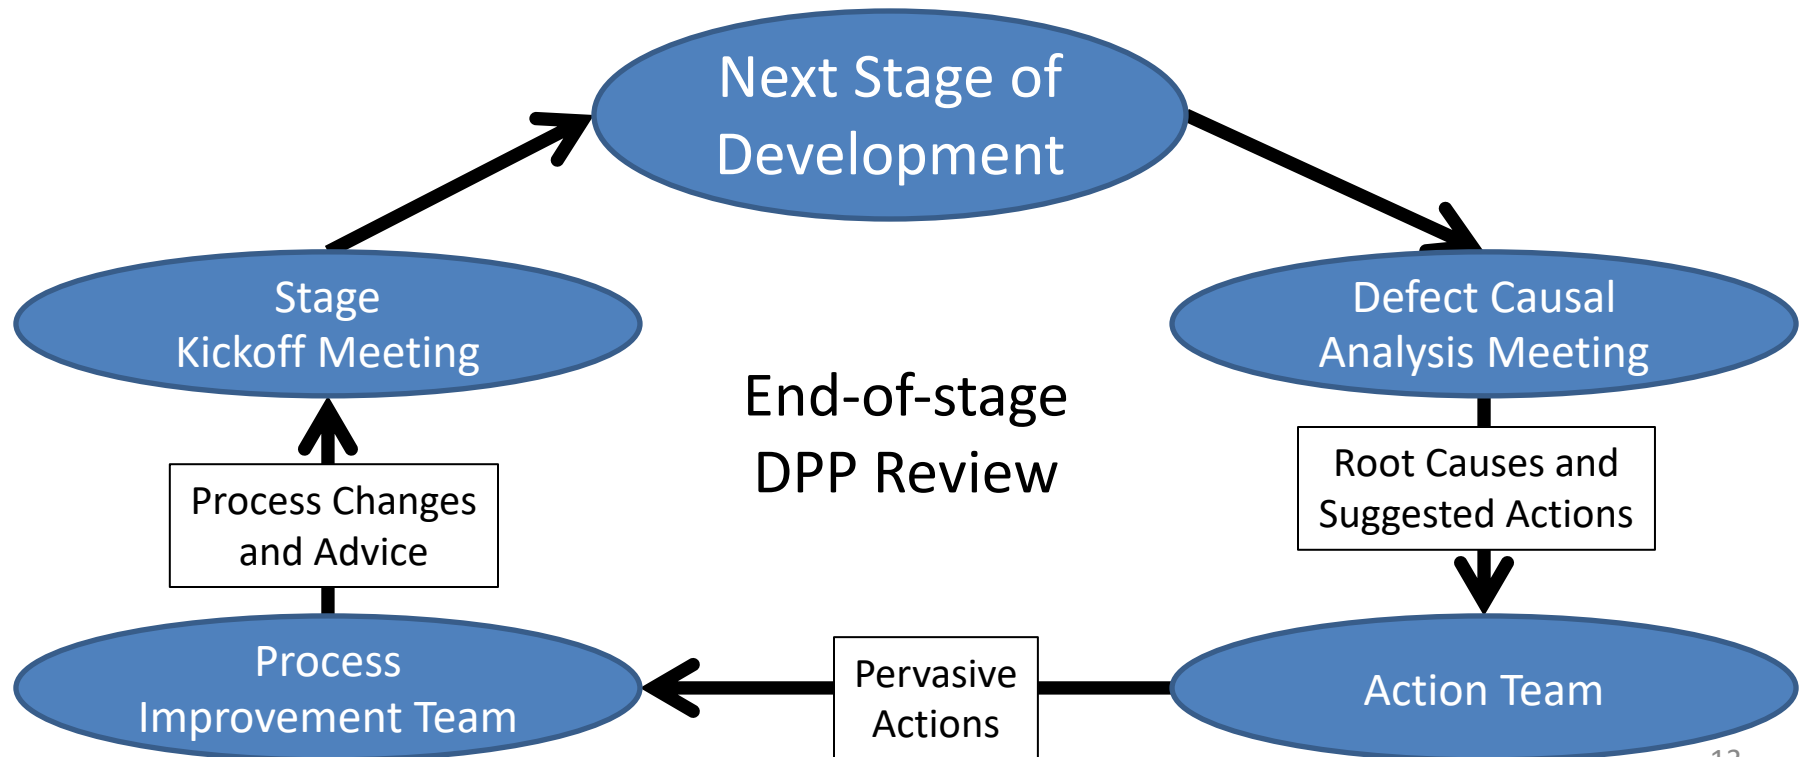 Next Stage of
Development
Stage
Kickoff Meeting
Defect Causal
Analysis Meeting
End-of-stage
DPP Review
Process Changes
and Advice
Root Causes and
Suggested Actions
Process
Improvement Team
Pervasive
Actions
Action Team